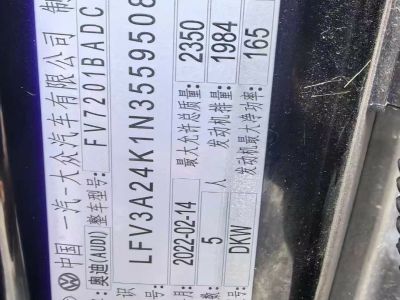 中国一汽-大众汽车有限公司 制
奥迪(AUDI) 整车型号: FV7201BADC
识 LFV3A24K1N3559508
2022-02-14 最大允许总质量: 2350
5 人 发动机排量: 1984
DKW 发动机最大净功率: 165